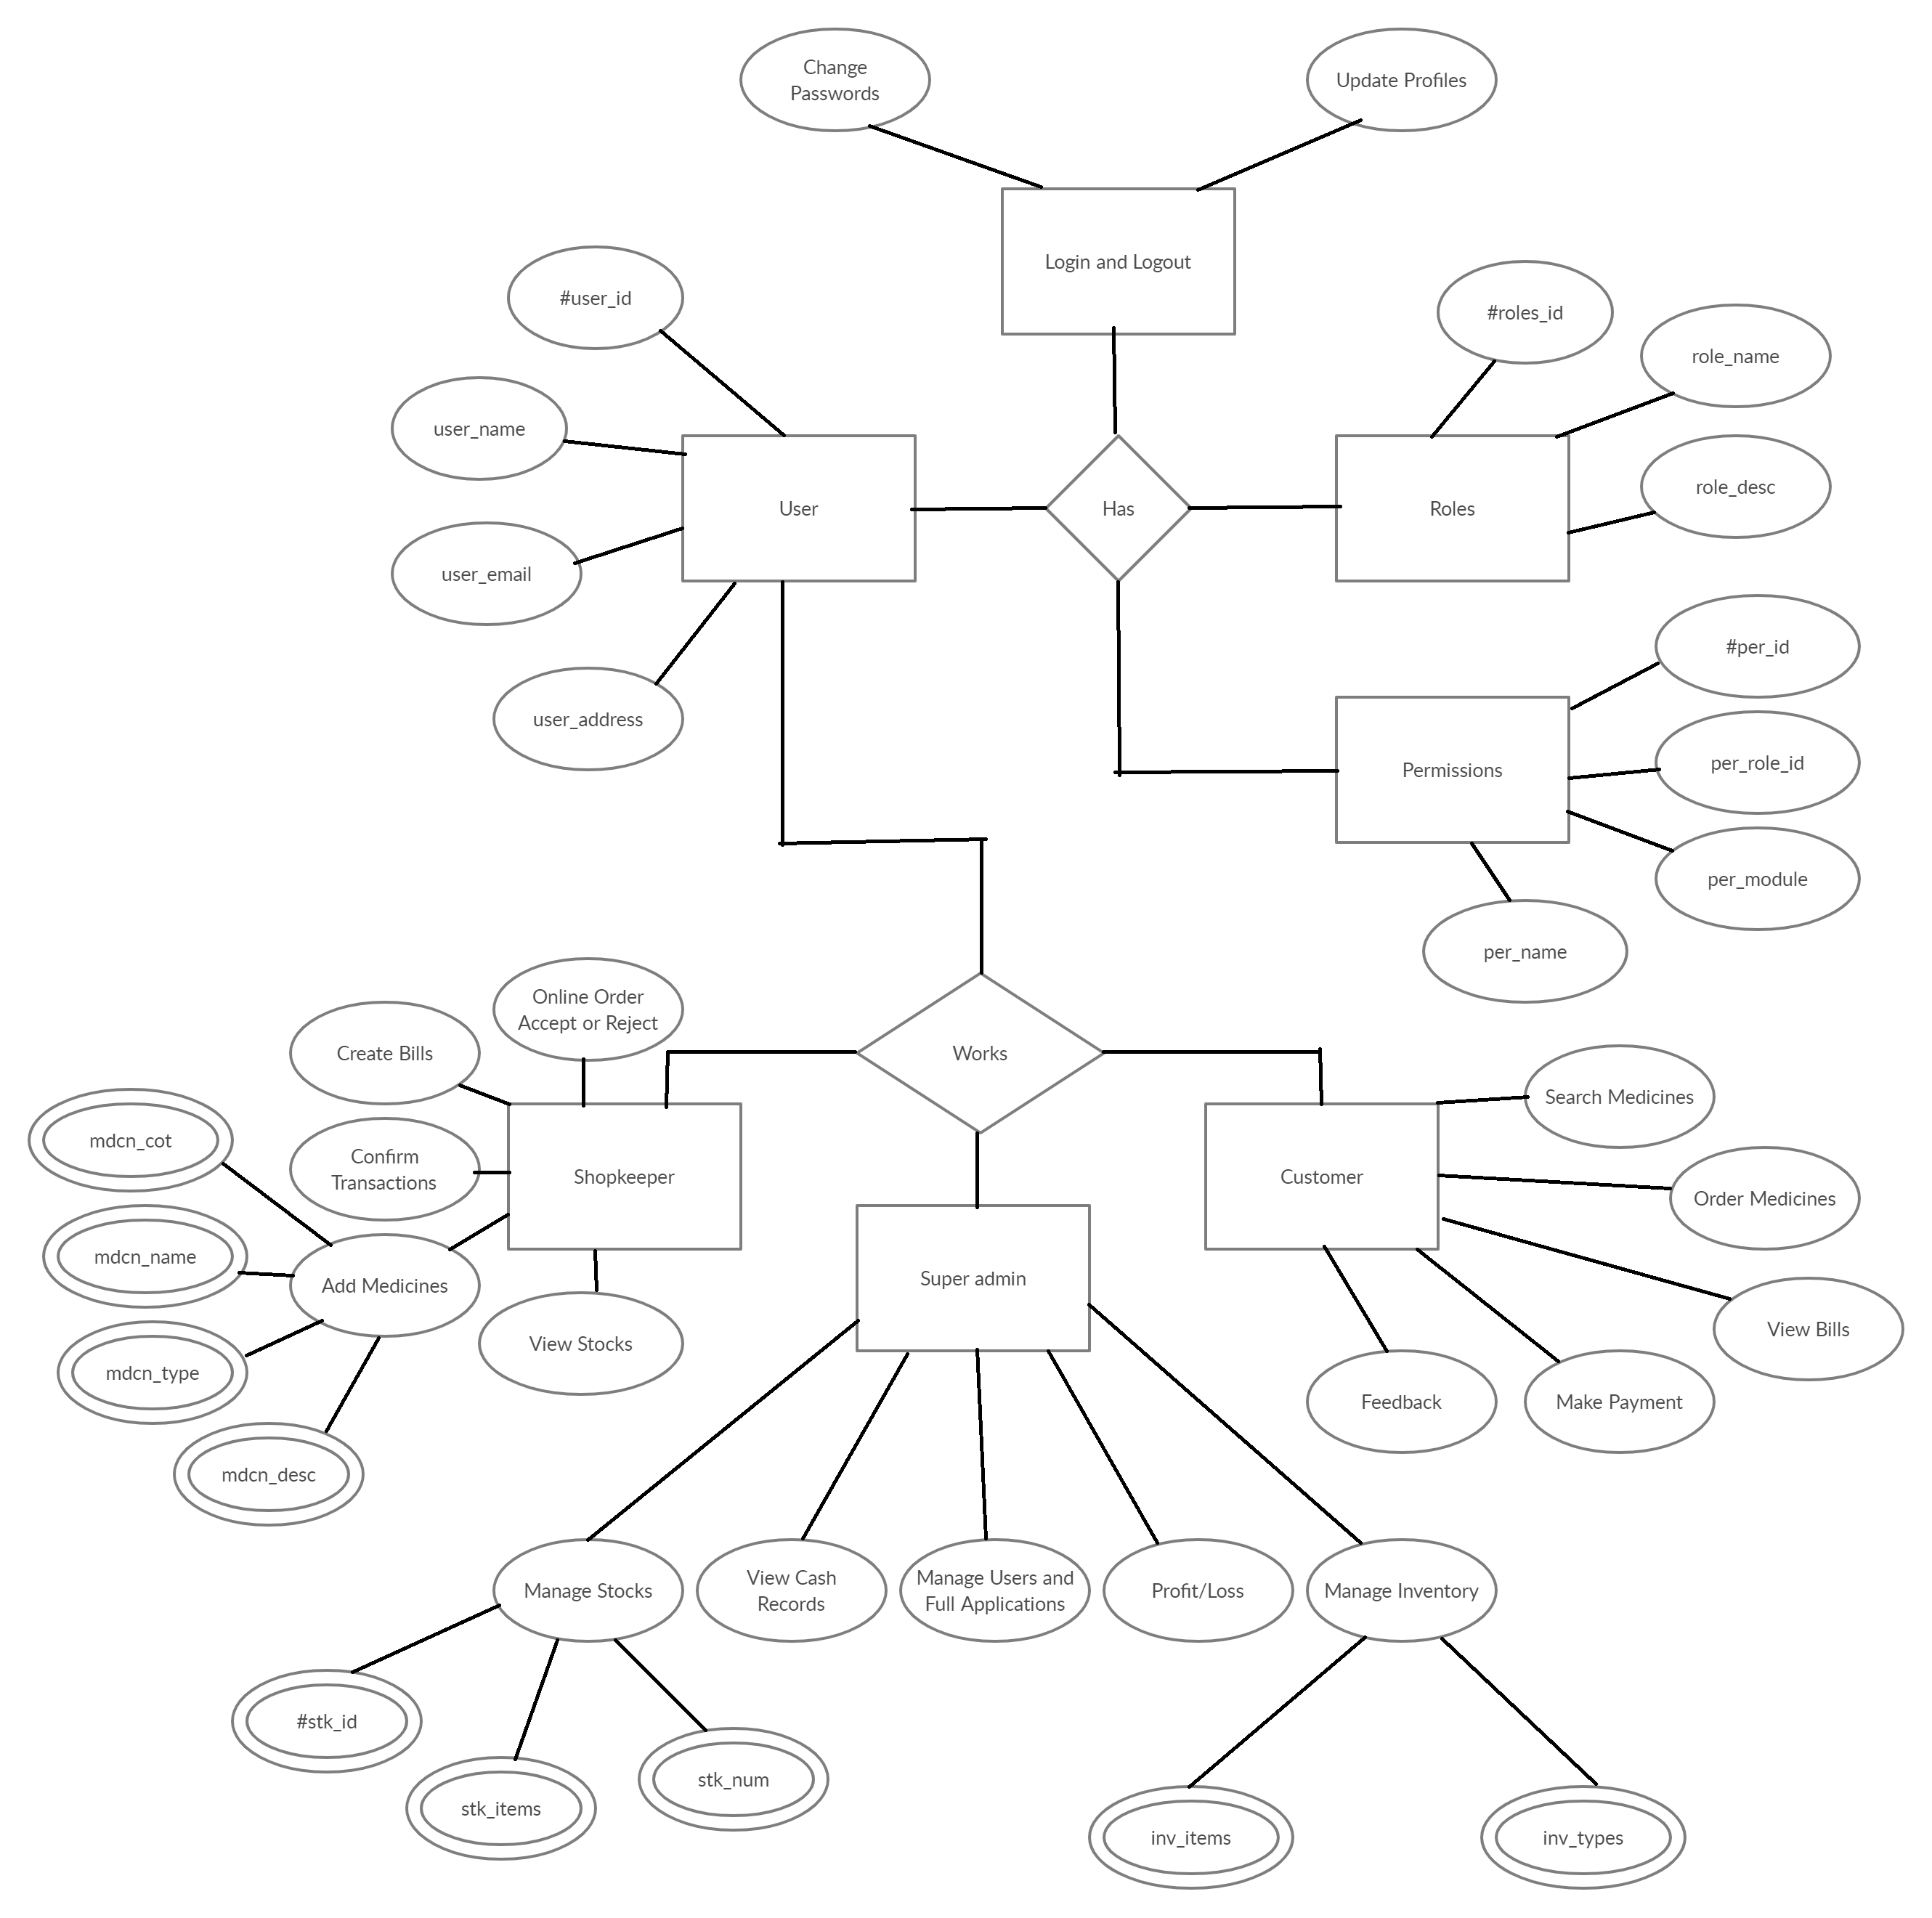 Change
Passwords
Update Profiles
Login and Logout
#user_id
#roles_id
role_name
user_name
role_desc
User
Has
Roles
user_email
#per_id
user_address
per_role_id
Permissions
per_module
per_name
Online Order
Accept or Reject
Create Bills
Works
Search Medicines
mdcn_cot
Confirm
Transactions
Shopkeeper
Customer
Order Medicines
mdcn_name
Add Medicines
Super admin
View Stocks
View Bills
mdcn_type
Feedback
Make Payment
mdcn_desc
Manage Stocks
View Cash
Records
Manage Users and
Full Applications
Profit/Loss
Manage Inventory
#stk_id
stk_items
stk_num
inv_items
inv_types